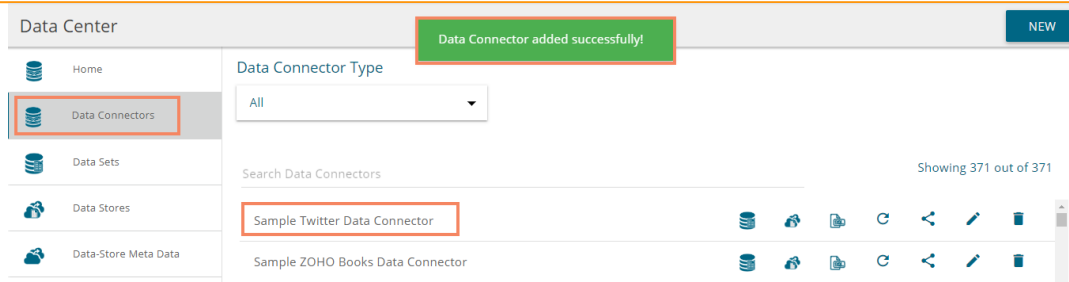 Data Center
Data Connector added successfully!
NEW
Home
Data Connectors
Data Sets
Data Stores
Data-Store Meta Data
Data Connector Type
All
Search Data Connectors
Showing 371 out of 371
Sample Twitter Data Connector
Sample ZOHO Books Data Connector